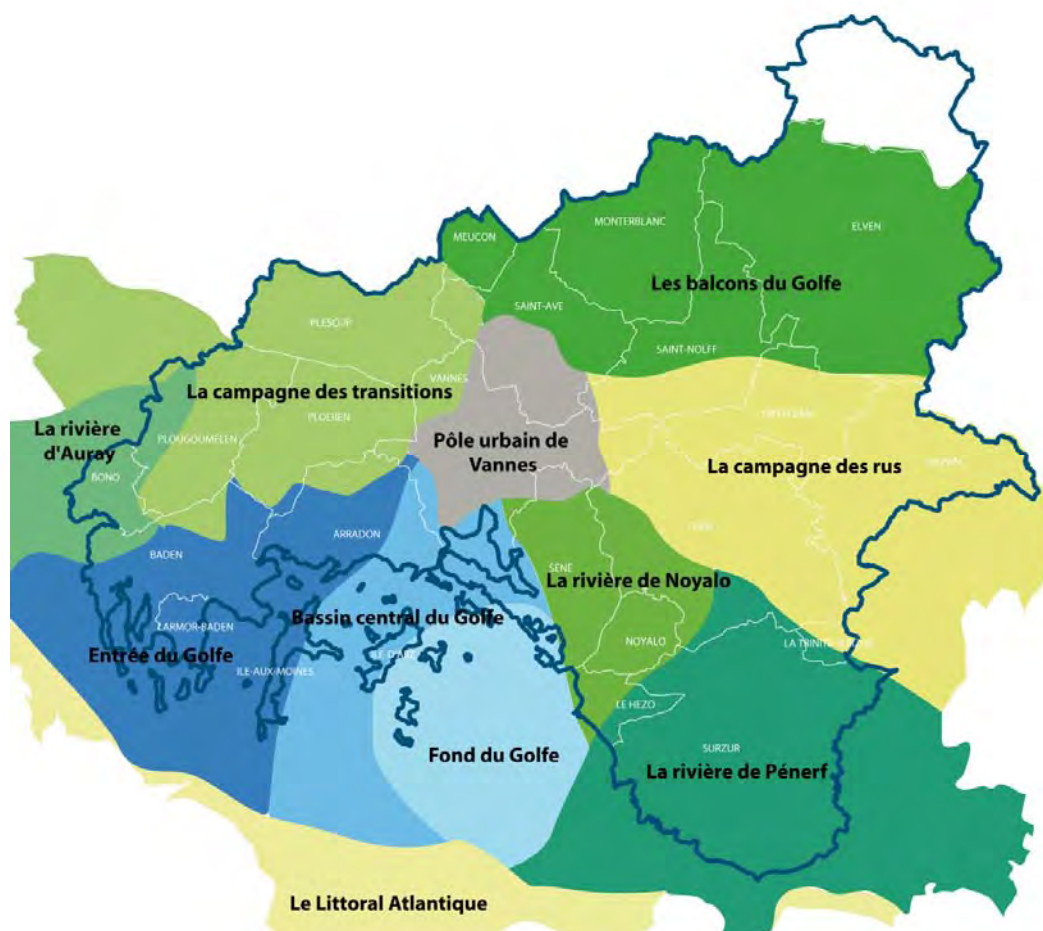 MONTERBLANC
ELVEN
MEUCON
Les balcons du Golfe
SAINT-AVE
PLESCOP
SAINT-NOLFF
VANNES
La campagne des transitions
PLOEREN
La rivière
d'Auray
PLOUGOUMELEN
Pôle urbain de
Vannes
La campagne des rus
BONO
ARRADON
BADEN
SENE
La rivière de Noyalo
Bassin central du Golfe
LARMOR-BADEN
NOYALO
Entrée du Golfe
ILE-AUX-MOINES
LE HEZO
SURZUR
Fond du Golfe
La rivière de Pénerf
Le Littoral Atlantique